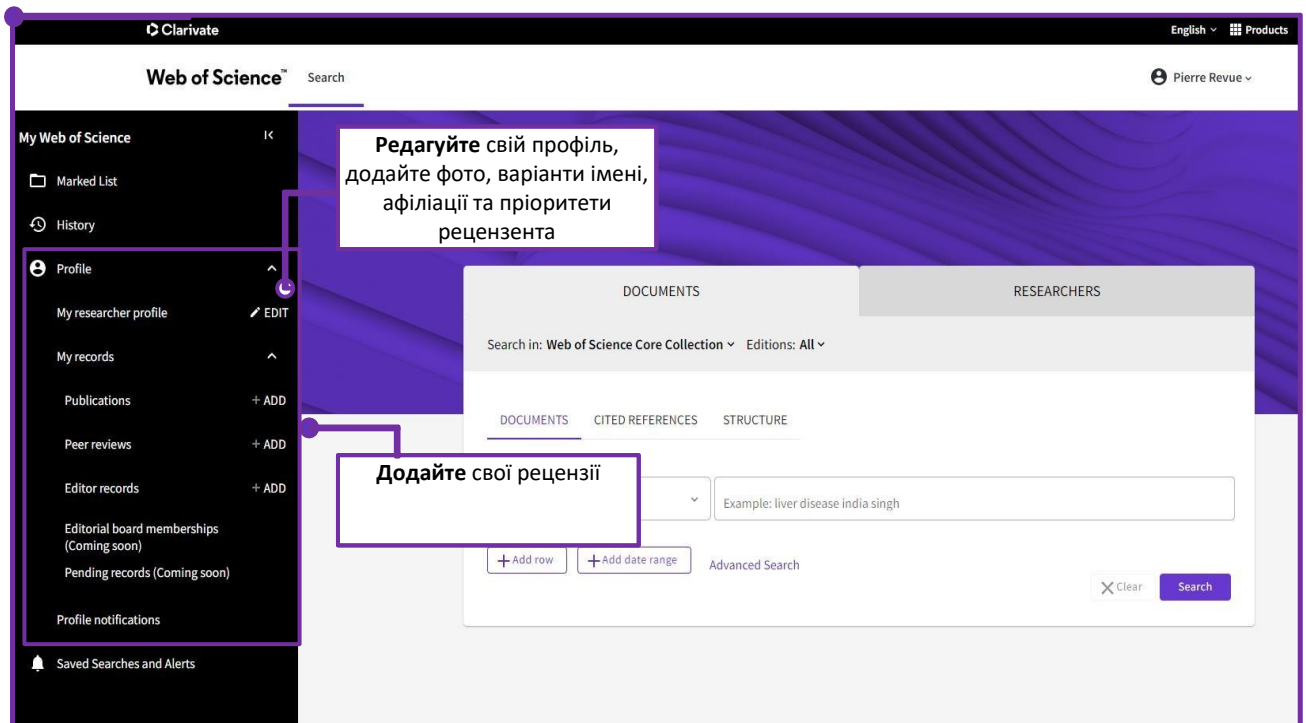 Clarivate
English
Products
Web of Science™
Search
Pierre Revue
My Web of Science
Marked List
History
Profile
My researcher profile
EDIT
My records
Publications
+ ADD
Peer reviews
+ ADD
Editor records
+ ADD
Editorial board memberships
(Coming soon)
Pending records (Coming soon)
Profile notifications
Saved Searches and Alerts
Редагуйте свій профіль,
додайте фото, варіанти імені,
афіліації та пріоритети
рецензента
DOCUMENTS
RESEARCHERS
Search in: Web of Science Core Collection
Editions: All
DOCUMENTS
CITED REFERENCES
STRUCTURE
Додайте свої рецензії
Example: liver disease india singh
+ Add row
+ Add date range
Advanced Search
Clear
Search